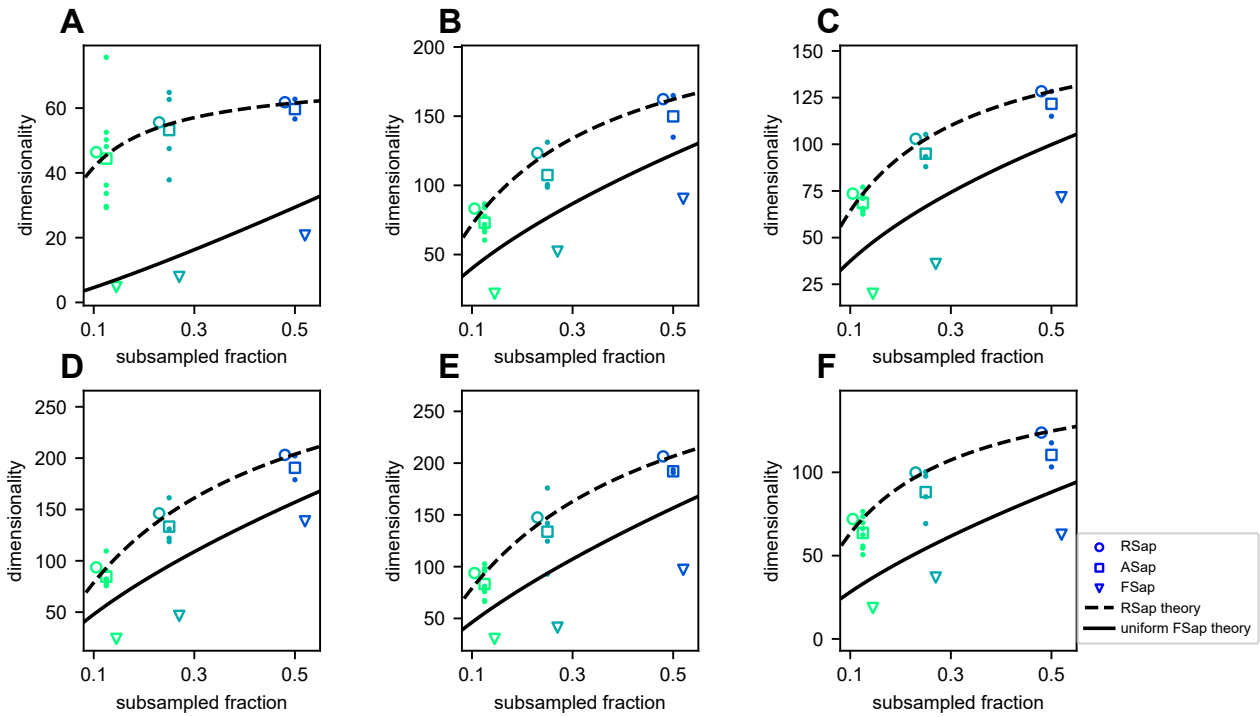 A
B
C
dimensionality
60
40
20
0
0.1
0.3
0.5
subsampled fraction
dimensionality
200
150
100
50
0.1
0.3
0.5
subsampled fraction
dimensionality
150
125
100
75
50
25
0.1
0.3
0.5
subsampled fraction
D
E
F
dimensionality
250
200
150
100
50
0.1
0.3
0.5
subsampled fraction
dimensionality
250
200
150
100
50
0.1
0.3
0.5
subsampled fraction
dimensionality
100
50
0
0.1
0.3
0.5
subsampled fraction
RSap
ASap
FSap
RSap theory
uniform FSap theory